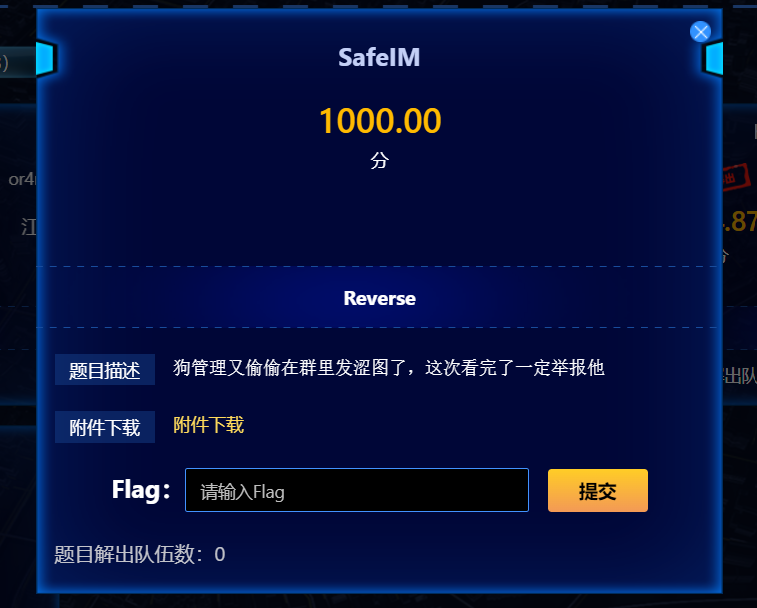 SafeIM
1000.00
分
or4
江
.87
Reverse
题目描述 狗管理又偷偷在群里发涩图了，这次看完了一定举报他
附件下载 附件下载
Flag： 请输入Flag 提交
题目解出队伍数：0